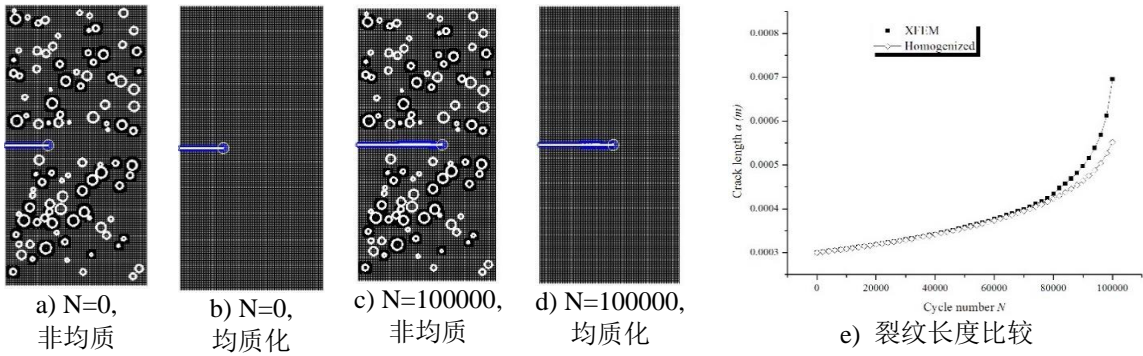 a) N=0,
非均质
b) N=0,
均质化
c) N=100000,
非均质
d) N=100000,
均质化
XFEM
Homogenized
Crack length a (m)
0.0008
0.0007
0.0006
0.0005
0.0004
0.0003
0 20000 40000 60000 80000 100000
Cycle number N
e) 裂纹长度比较